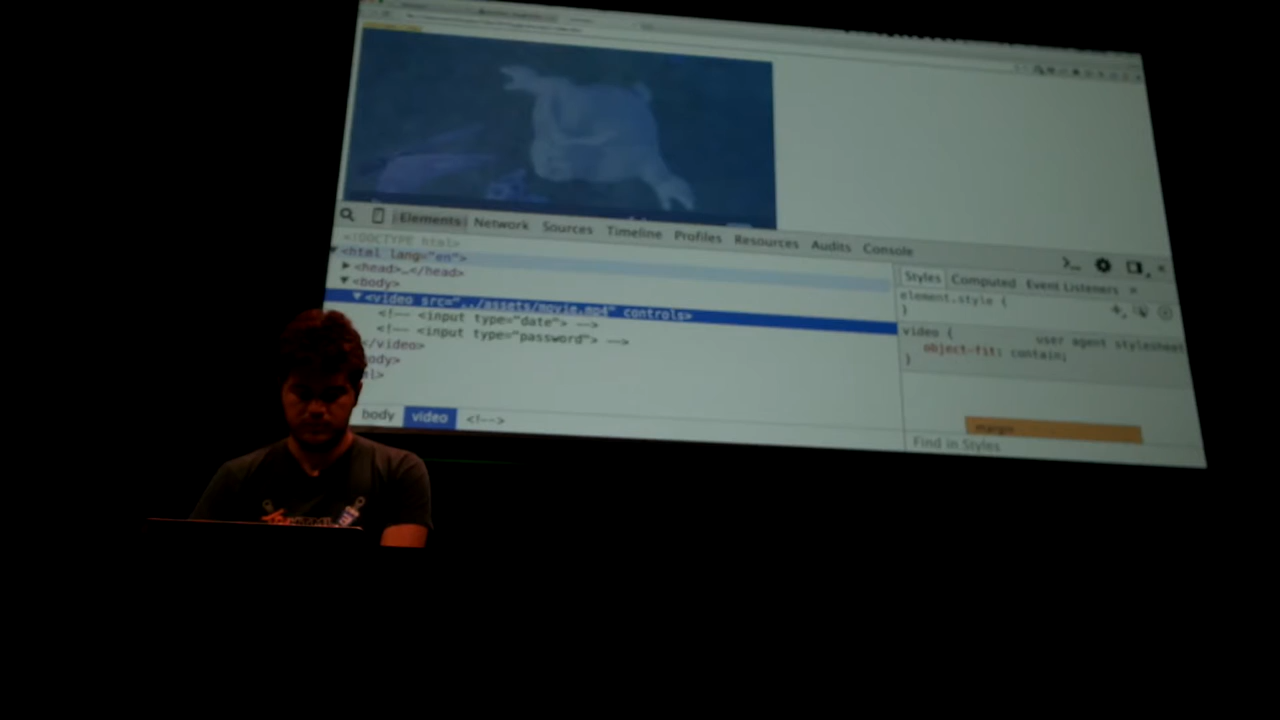 Elements Network Sources Timeline Profiles Resources Audits Console
<!DOCTYPE html>
<html lang="en">
<head>…</head>
<body>
<video src="../assets/movie.mp4" controls>
<!-- <input type="date"> -->
<!-- <input type="password"> -->
</video>
body>
body video <!-->
Styles Computed Event Listeners »
element.style {
}
video { user agent stylesheet
object-fit: contain;
}
margin
Find in Styles